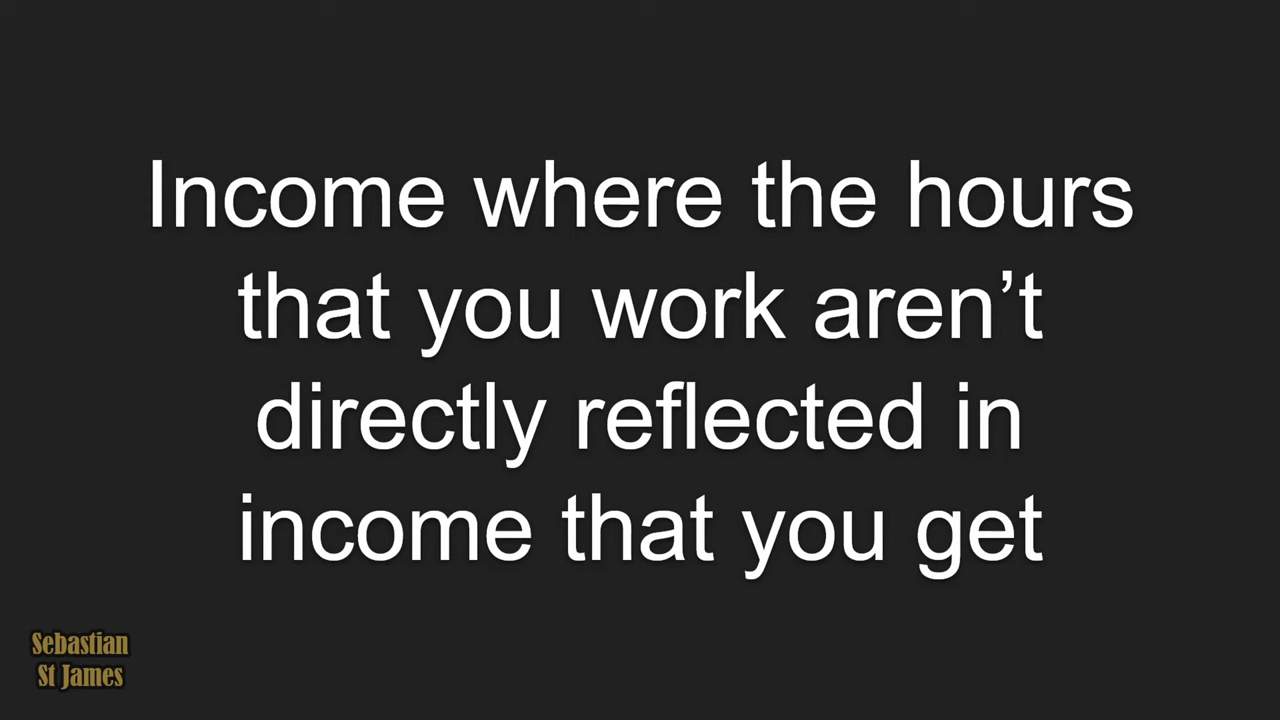 Income where the hours
that you work aren’t
directly reflected in
income that you get
Sebastian
St James